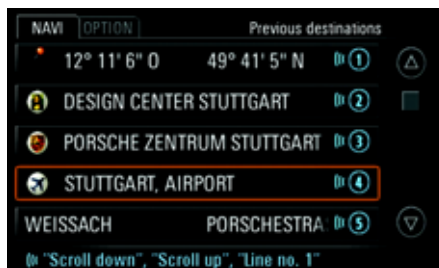 NAVI OPTION Previous destinations
12° 11' 6" O 49° 41' 5" N 1
DESIGN CENTER STUTTGART 2
PORSCHE ZENTRUM STUTTGART 3
STUTTGART, AIRPORT 4
WEISSACH PORSCHESTRA 5
"Scroll down", "Scroll up", "Line no. 1"